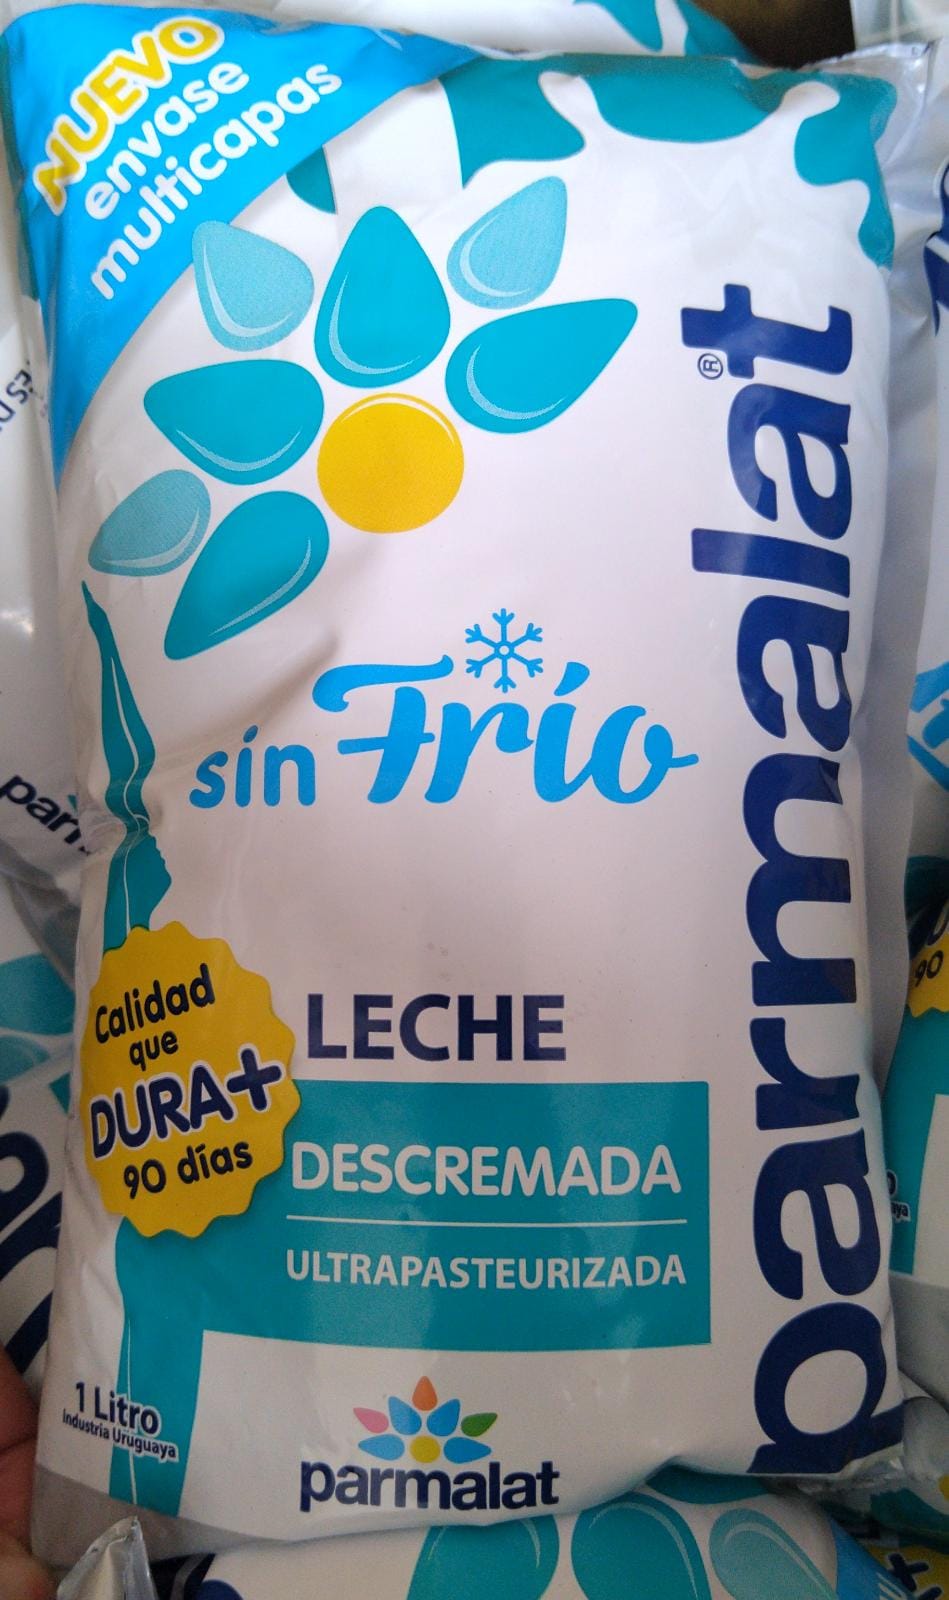 NUEVO
envase
multicapas
parmalat®
sin Frío
Calidad
que
DURA+
90 días
LECHE
DESCREMADA
ULTRAPASTEURIZADA
1 Litro
Industria Uruguaya
parmalat
90